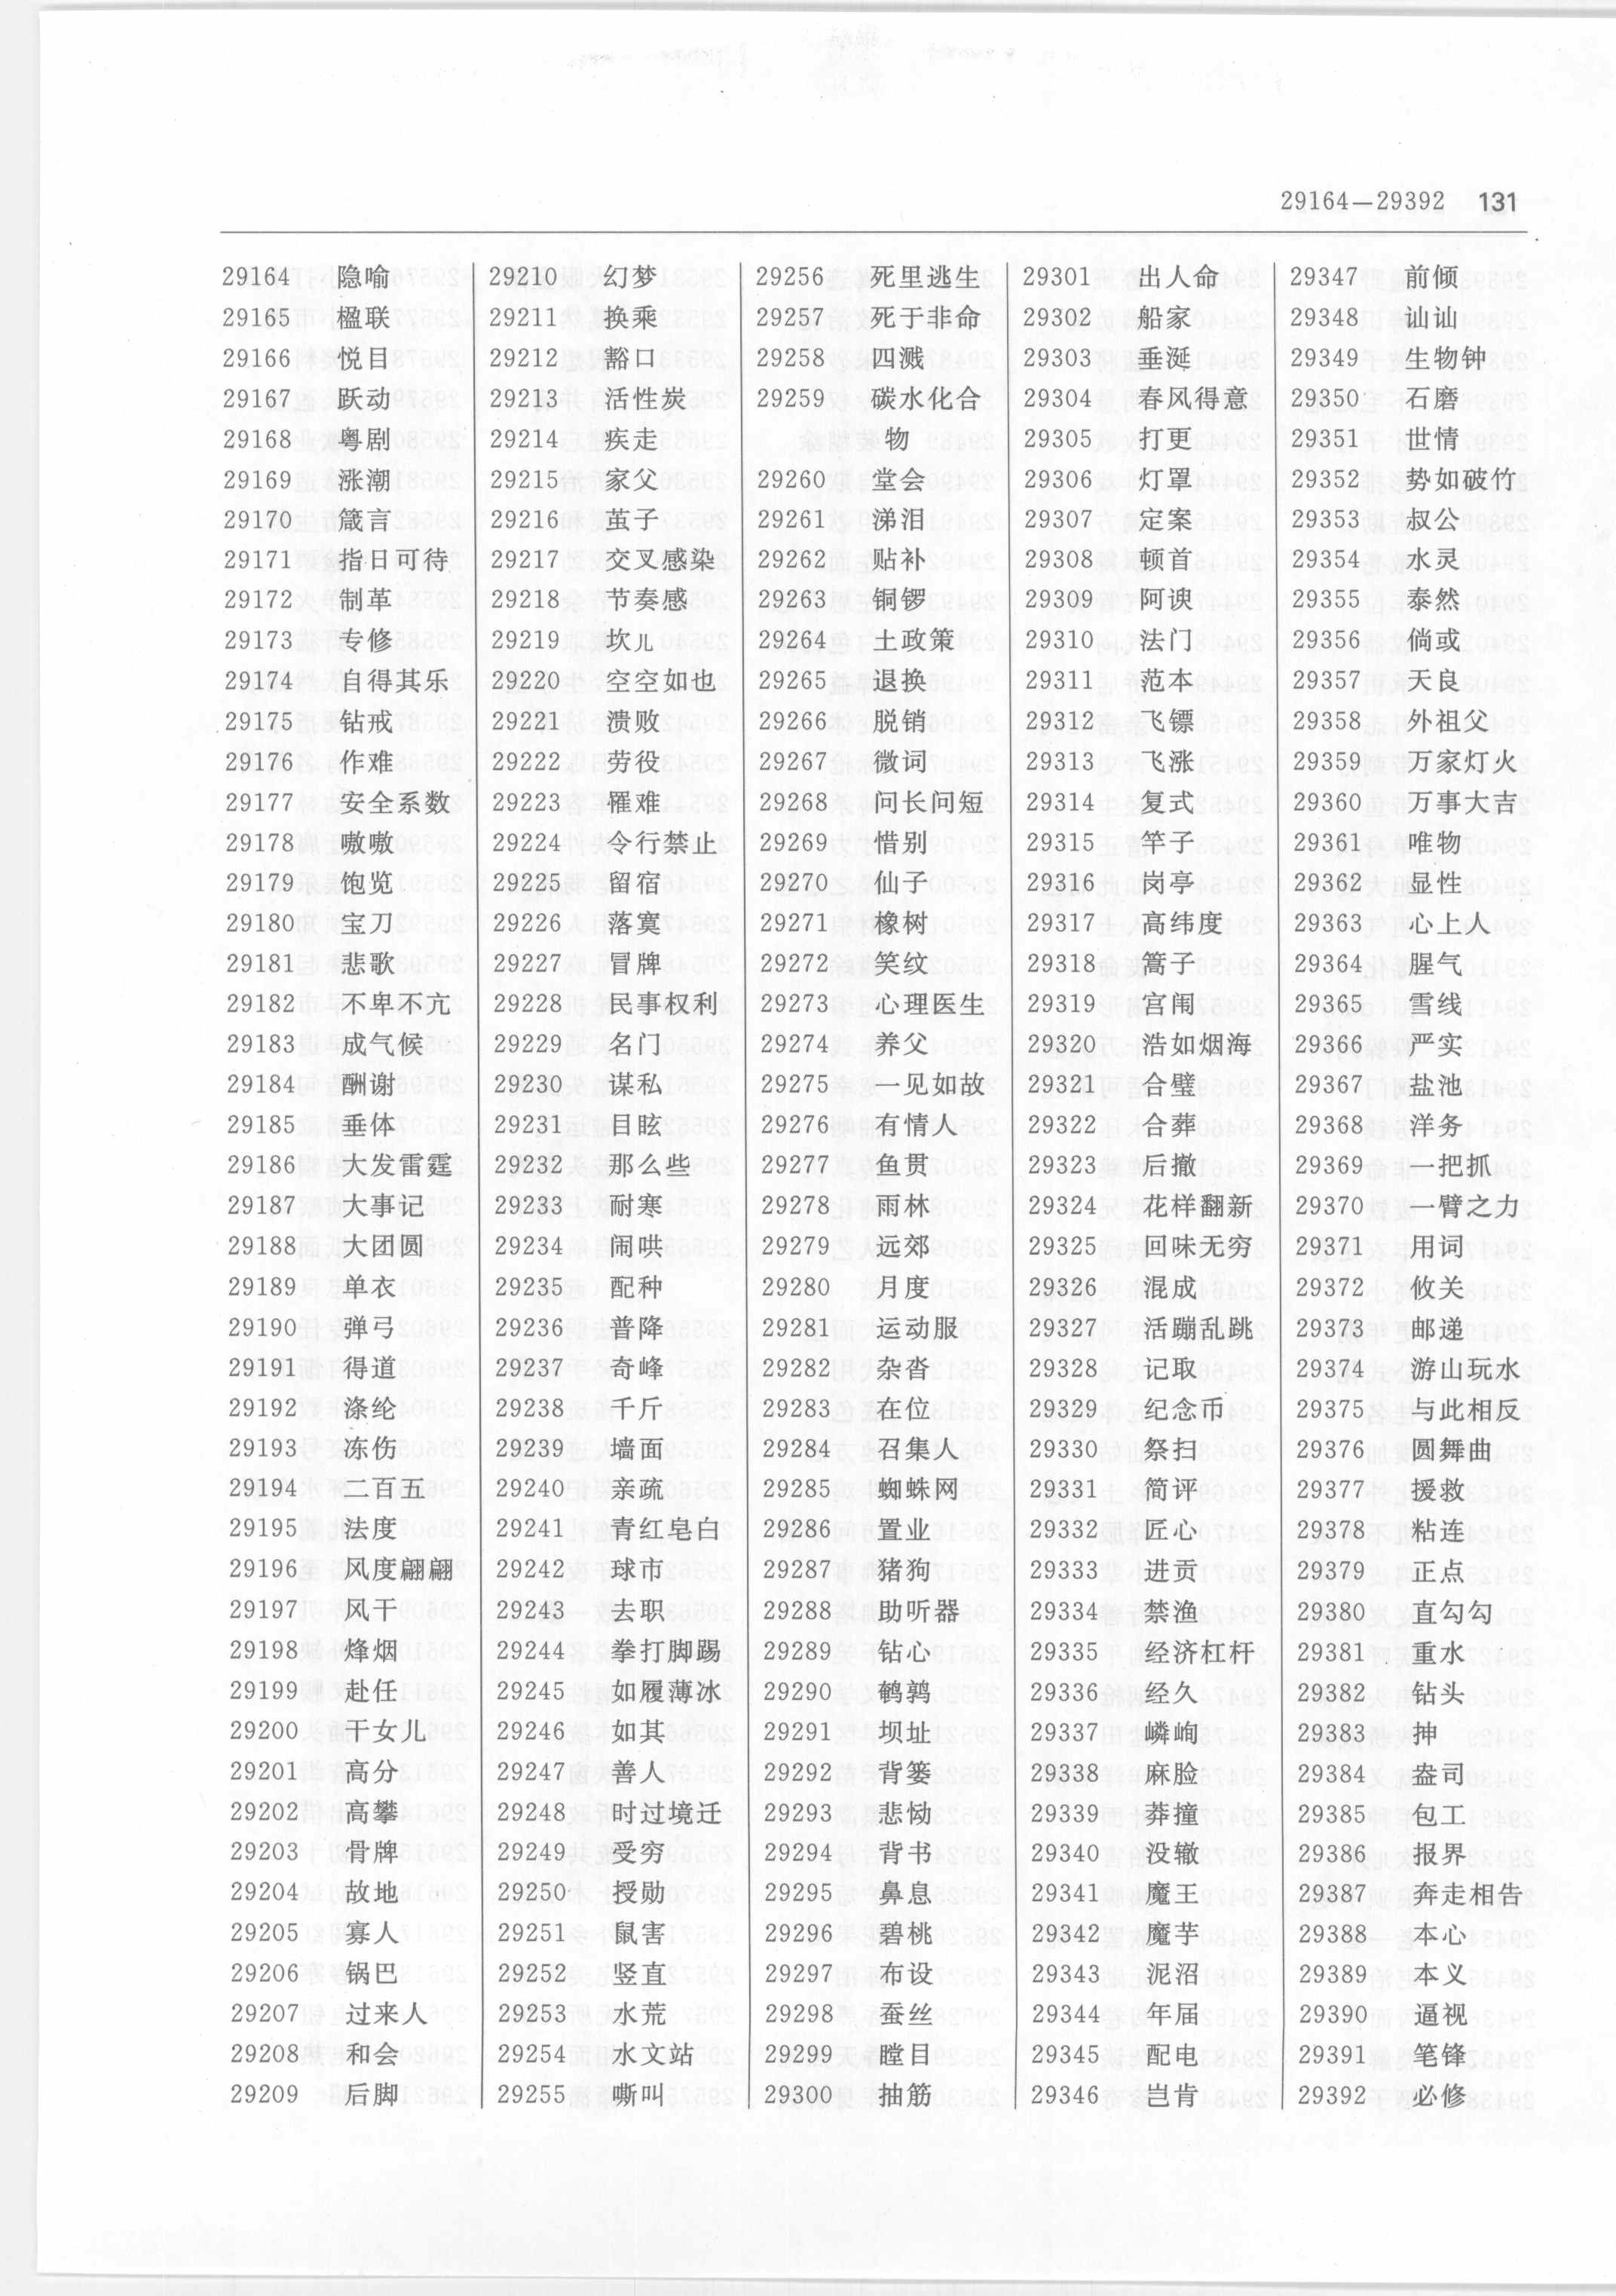 29164—29392 131
29164 隐喻
29165 楹联
29166 悦目
29167 跃动
29168 粤剧
29169 涨潮
29170 箴言
29171 指日可待
29172 制革
29173 专修
29174 自得其乐
29175 钻戒
29176 作难
29177 安全系数
29178 嗷嗷
29179 饱览
29180 宝刀
29181 悲歌
29182 不卑不亢
29183 成气候
29184 酬谢
29185 垂体
29186 大发雷霆
29187 大事记
29188 大团圆
29189 单衣
29190 弹弓
29191 得道
29192 涤纶
29193 冻伤
29194 二百五
29195 法度
29196 风度翩翩
29197 风干
29198 烽烟
29199 赴任
29200 干女儿
29201 高分
29202 高攀
29203 骨牌
29204 故地
29205 寡人
29206 锅巴
29207 过来人
29208 和会
29209 后脚
29210 幻梦
29211 换乘
29212 豁口
29213 活性炭
29214 疾走
29215 家父
29216 茧子
29217 交叉感染
29218 节奏感
29219 坎儿
29220 空空如也
29221 溃败
29222 劳役
29223 罹难
29224 令行禁止
29225 留宿
29226 落寞
29227 冒牌
29228 民事权利
29229 名门
29230 谋私
29231 目眩
29232 那么些
29233 耐寒
29234 闹哄
29235 配种
29236 普降
29237 奇峰
29238 千斤
29239 墙面
29240 亲疏
29241 青红皂白
29242 球市
29243 去职
29244 拳打脚踢
29245 如履薄冰
29246 如其
29247 善人
29248 时过境迁
29249 受穷
29250 授勋
29251 鼠害
29252 竖直
29253 水荒
29254 水文站
29255 嘶叫
29256 死里逃生
29257 死于非命
29258 四溅
29259 碳水化合
物
29260 堂会
29261 涕泪
29262 贴补
29263 铜锣
29264 土政策
29265 退换
29266 脱销
29267 微词
29268 问长问短
29269 惜别
29270 仙子
29271 橡树
29272 笑纹
29273 心理医生
29274 养父
29275 一见如故
29276 有情人
29277 鱼贯
29278 雨林
29279 远郊
29280 月度
29281 运动服
29282 杂沓
29283 在位
29284 召集人
29285 蜘蛛网
29286 置业
29287 猪狗
29288 助听器
29289 钻心
29290 鹌鹑
29291 坝址
29292 背篓
29293 悲恸
29294 背书
29295 鼻息
29296 碧桃
29297 布设
29298 蚕丝
29299 瞠目
29300 抽筋
29301 出人命
29302 船家
29303 垂涎
29304 春风得意
29305 打更
29306 灯罩
29307 定案
29308 顿首
29309 阿谀
29310 法门
29311 范本
29312 飞镖
29313 飞涨
29314 复式
29315 竿子
29316 岗亭
29317 高纬度
29318 篙子
29319 宫闱
29320 浩如烟海
29321 合璧
29322 合葬
29323 后撤
29324 花样翻新
29325 回味无穷
29326 混成
29327 活蹦乱跳
29328 记取
29329 纪念币
29330 祭扫
29331 简评
29332 匠心
29333 进贡
29334 禁渔
29335 经济杠杆
29336 经久
29337 嶙峋
29338 麻脸
29339 莽撞
29340 没辙
29341 魔王
29342 魔芋
29343 泥沼
29344 年届
29345 配电
29346 岂肯
29347 前倾
29348 讪讪
29349 生物钟
29350 石磨
29351 世情
29352 势如破竹
29353 叔公
29354 水灵
29355 泰然
29356 倘或
29357 天良
29358 外祖父
29359 万家灯火
29360 万事大吉
29361 唯物
29362 显性
29363 心上人
29364 腥气
29365 雪线
29366 严实
29367 盐池
29368 洋务
29369 一把抓
29370 一臂之力
29371 用词
29372 攸关
29373 邮递
29374 游山玩水
29375 与此相反
29376 圆舞曲
29377 援救
29378 粘连
29379 正点
29380 直勾勾
29381 重水
29382 钻头
29383 抻
29384 盎司
29385 包工
29386 报界
29387 奔走相告
29388 本心
29389 本义
29390 逼视
29391 笔锋
29392 必修